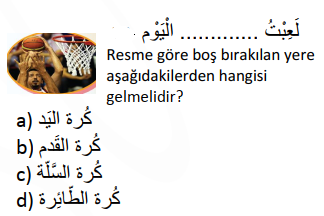 لَعِبْتُ ............. الْيَوْم
Resme göre boş bırakılan yere
aşağıdakilerden hangisi
gelmelidir?
a) كُرة اليَد
b) كُرة القَدم
c) كُرة السَّلّة
d) كُرة الطّائِرة